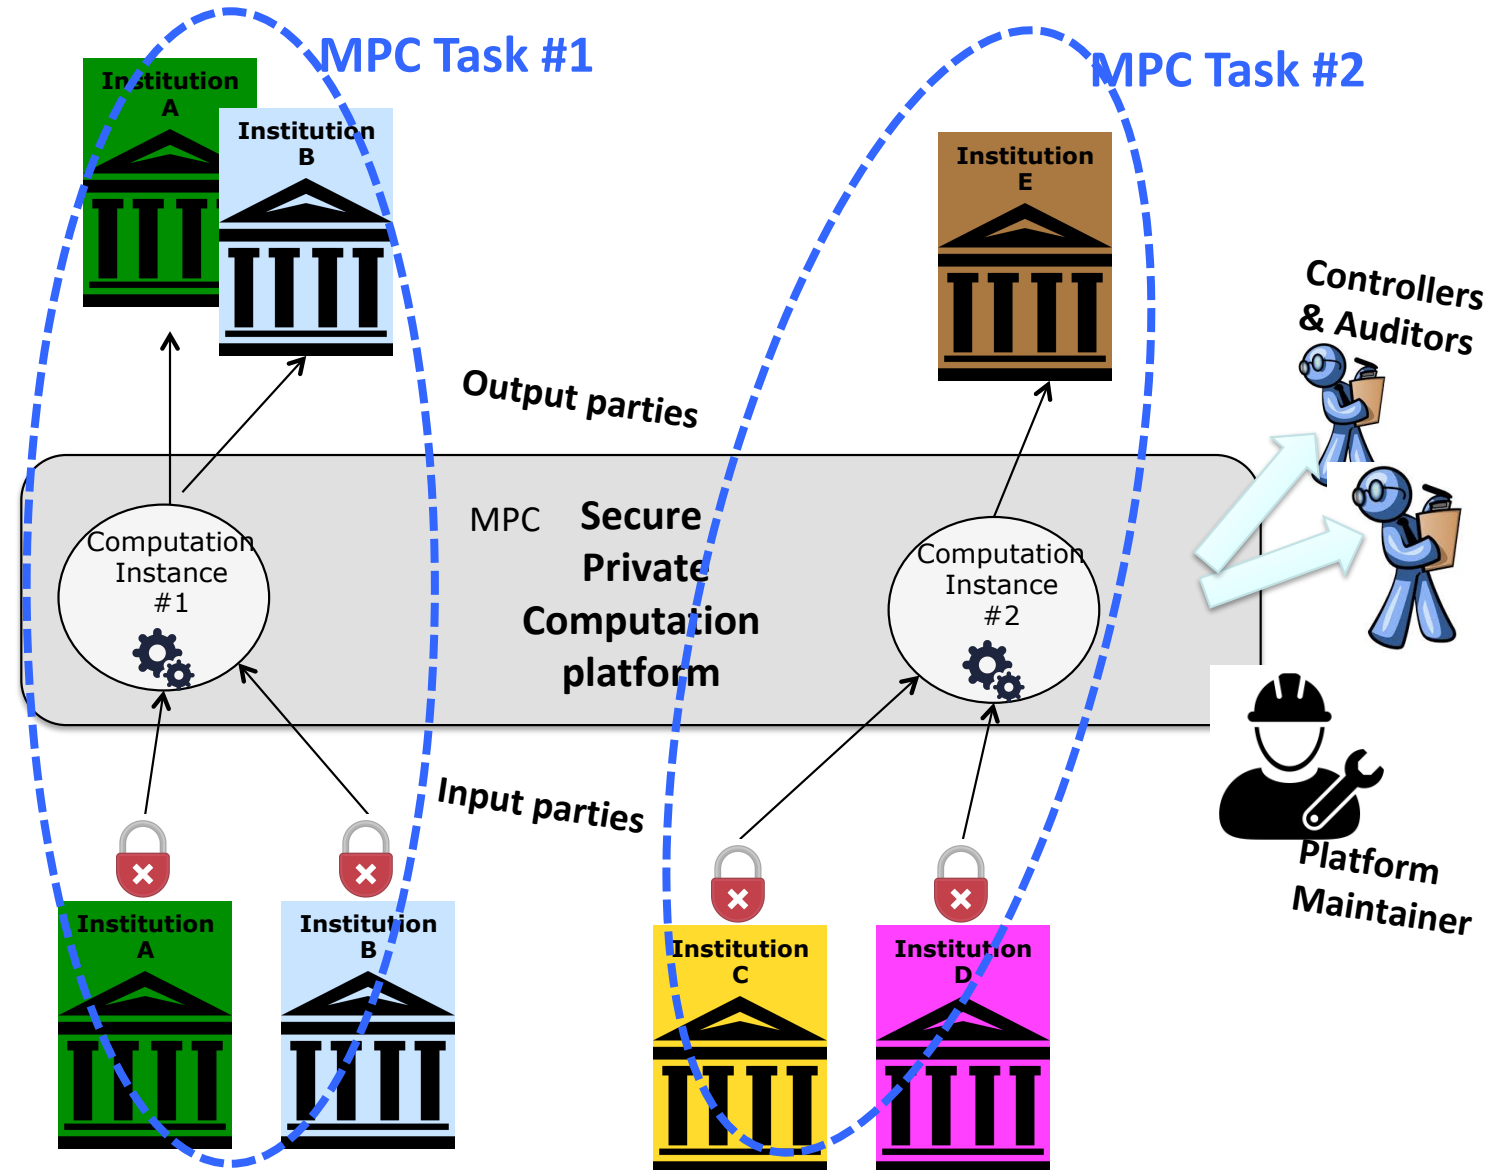 MPC Task #1
MPC Task #2
Institution
A
Institution
B
Institution
E
Controllers
& Auditors
Output parties
Computation
Instance
#1
MPC
Secure
Private
Computation
platform
Computation
Instance
#2
Input parties
Platform
Maintainer
Institution
A
Institution
B
Institution
C
Institution
D